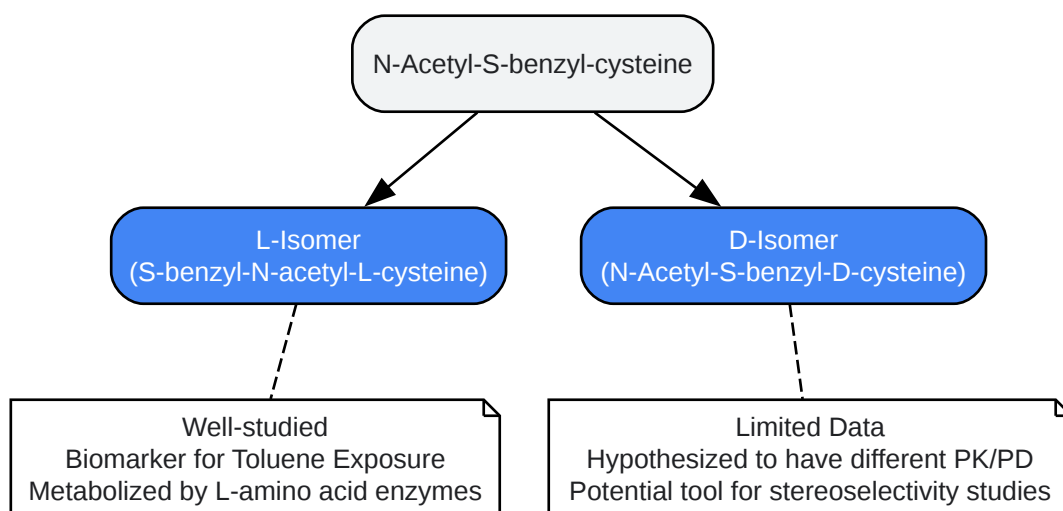 N-Acetyl-S-benzyl-cysteine
L-Isomer
(S-benzyl-N-acetyl-L-cysteine)
D-Isomer
(N-Acetyl-S-benzyl-D-cysteine)
Well-studied
Biomarker for Toluene Exposure
Metabolized by L-amino acid enzymes
Limited Data
Hypothesized to have different PK/PD
Potential tool for stereoselectivity studies